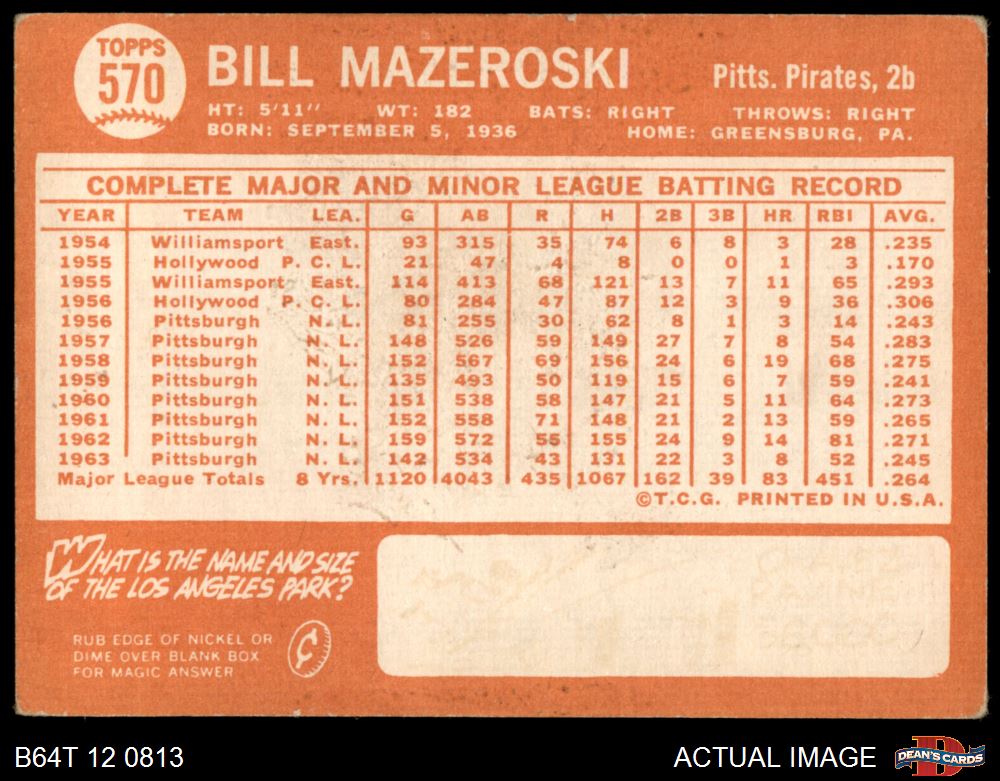 TOPPS
570
BILL MAZEROSKI
Pitts. Pirates, 2b
HT: 5'11" WT: 182 BATS: RIGHT THROWS: RIGHT
BORN: SEPTEMBER 5, 1936 HOME: GREENSBURG, PA.
COMPLETE MAJOR AND MINOR LEAGUE BATTING RECORD
YEAR TEAM LEA. G AB R H 2B 3B HR RBI AVG.
1954 Williamsport East. 93 315 35 74 6 8 3 28 .235
1955 Hollywood P. C. L. 21 47 4 8 0 0 1 3 .170
1955 Williamsport East. 114 413 68 121 13 7 11 65 .293
1956 Hollywood P. C. L. 80 284 47 87 12 3 9 36 .306
1956 Pittsburgh N. L. 81 255 30 62 8 1 3 14 .243
1957 Pittsburgh N. L. 148 526 59 149 27 7 8 54 .283
1958 Pittsburgh N. L. 152 567 69 156 24 6 19 68 .275
1959 Pittsburgh N. L. 135 493 50 119 15 6 7 59 .241
1960 Pittsburgh N. L. 151 538 58 147 21 5 11 64 .273
1961 Pittsburgh N. L. 152 558 71 148 21 2 13 59 .265
1962 Pittsburgh N. L. 159 572 55 155 24 9 14 81 .271
1963 Pittsburgh N. L. 142 534 43 131 22 3 8 52 .245
Major League Totals 8 Yrs. 1120 4043 435 1067 162 39 83 451 .264
©T.C.G. PRINTED IN U.S.A.
WHAT IS THE NAME AND SIZE
OF THE LOS ANGELES PARK?
RUB EDGE OF NICKEL OR
DIME OVER BLANK BOX
FOR MAGIC ANSWER
¢
B64T 12 0813
ACTUAL IMAGE
D
DEAN'S CARDS